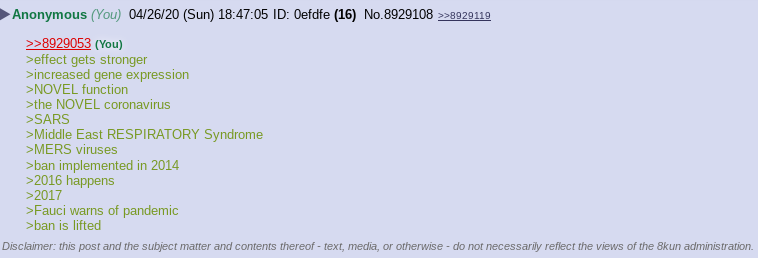 Anonymous (You) 04/26/20 (Sun) 18:47:05 ID: 0efdfe (16) No.8929108 >>8929119
>>8929053 (You)
>effect gets stronger
>increased gene expression
>NOVEL function
>the NOVEL coronavirus
>SARS
>Middle East RESPIRATORY Syndrome
>MERS viruses
>ban implemented in 2014
>2016 happens
>2017
>Fauci warns of pandemic
>ban is lifted
Disclaimer: this post and the subject matter and contents thereof - text, media, or otherwise - do not necessarily reflect the views of the 8kun administration.